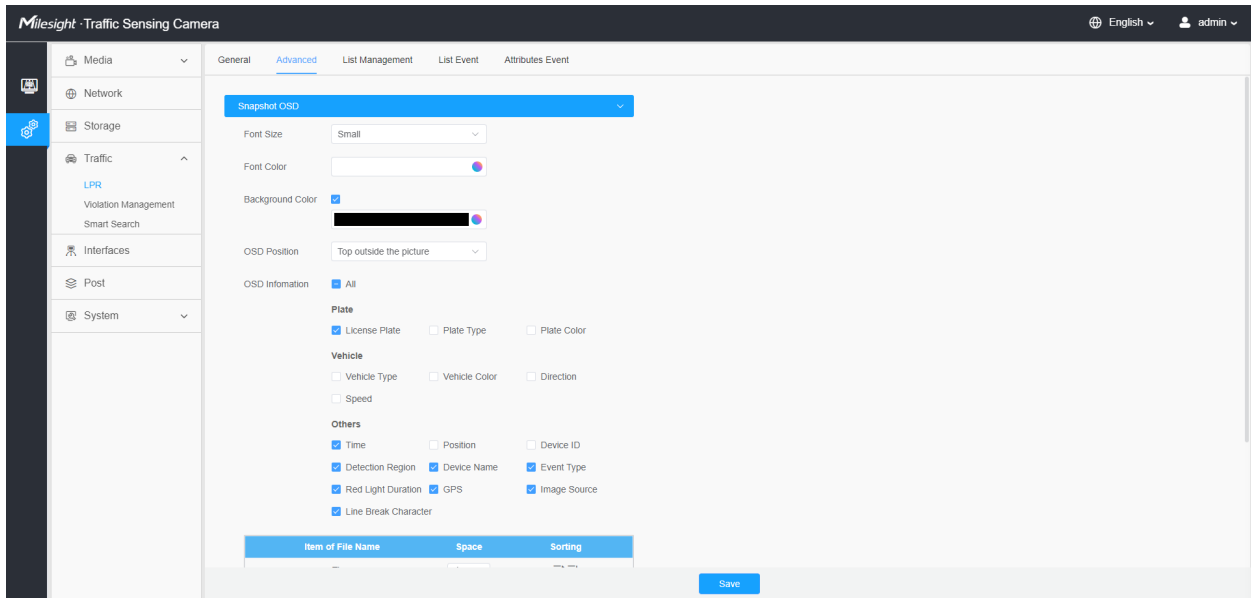 Milesight · Traffic Sensing Camera
English
admin
Media
Network
Storage
Traffic
LPR
Violation Management
Smart Search
Interfaces
Post
System
General Advanced List Management List Event Attributes Event
Snapshot OSD
Font Size Small
Font Color
Background Color
OSD Position Top outside the picture
OSD Infomation All
Plate
License Plate Plate Type Plate Color
Vehicle
Vehicle Type Vehicle Color Direction
Speed
Others
Time Position Device ID
Detection Region Device Name Event Type
Red Light Duration GPS Image Source
Line Break Character
Item of File Name Space Sorting
Save